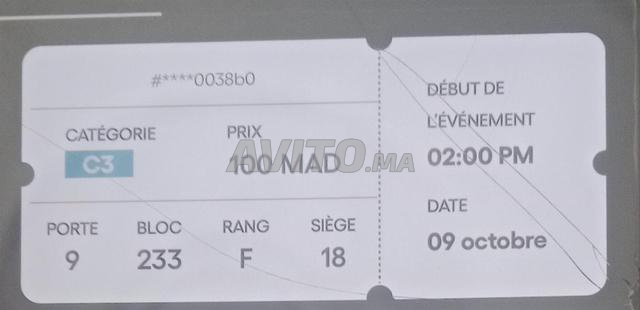 #****0038b0
CATÉGORIE
C3
PRIX
100 MAD
AVITO.MA
PORTE
9
BLOC
233
RANG
F
SIÈGE
18
DÉBUT DE
L'ÉVÉNEMENT
02:00 PM
DATE
09 octobre